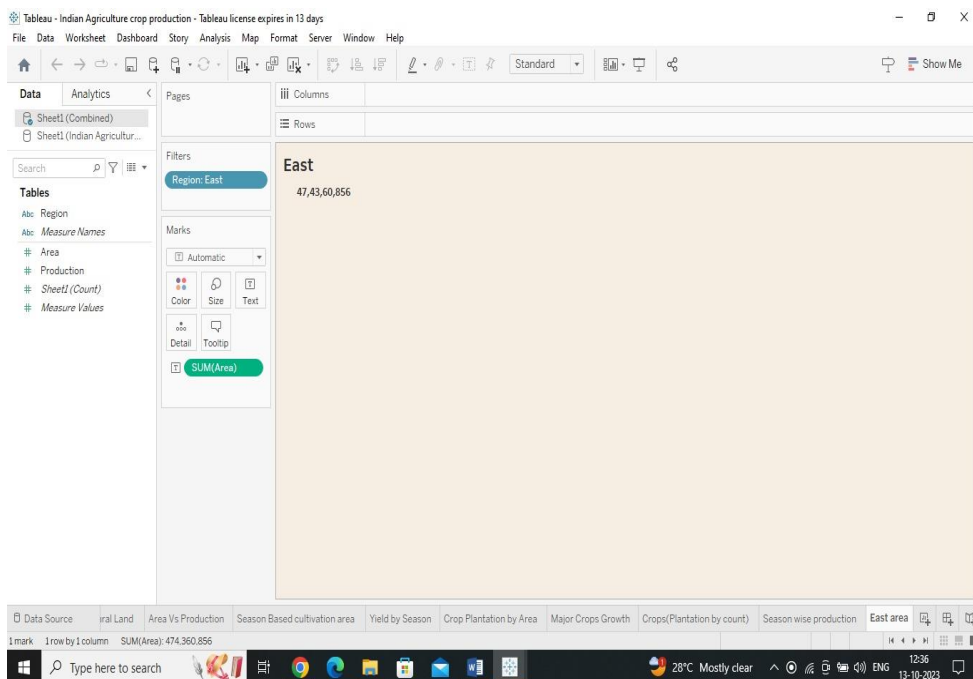 Tableau - Indian Agriculture crop production - Tableau license expires in 13 days
File Data Worksheet Dashboard Story Analysis Map Format Server Window Help
Standard
Show Me
Data Analytics
Pages
Columns
Sheet1 (Combined)
Sheet1 (Indian Agricultur...
Rows
Search
Filters
Region: East
East
47,43,60,856
Tables
Abc Region
Abc Measure Names
# Area
# Production
# Sheet1 (Count)
# Measure Values
Marks
Automatic
Color Size Text
Detail Tooltip
SUM(Area)
Data Source ıral Land Area Vs Production Season Based cultivation area Yield by Season Crop Plantation by Area Major Crops Growth Crops(Plantation by count) Season wise production East area
1 mark 1 row by 1 column SUM(Area): 474,360,856
Type here to search
28°C Mostly clear
ENG
12:36
13-10-2023